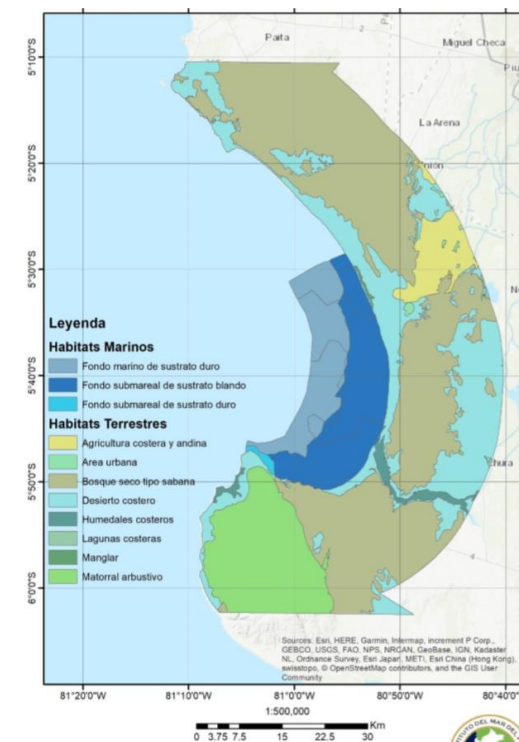 Paita
Miguel Checa
5°10'0"S
La Arena
5°20'0"S
5°30'0"S
Leyenda
Habitats Marinos
Fondo marino de sustrato duro
Fondo submareal de sustrato blando
5°40'0"S
Fondo submareal de sustrato duro
Habitats Terrestres
Agricultura costera y andina
Area urbana
Bosque seco tipo sabana
5°50'0"S
Desierto costero
Humedales costeros
Lagunas costeras
Manglar
Matorral arbustivo
6°0'0"S
Sources: Esri, HERE, Garmin, Intermap, increment P Corp.,
GEBCO, USGS, FAO, NPS, NRCAN, GeoBase, IGN, Kadaster
NL, Ordnance Survey, Esri Japan, METI, Esri China (Hong Kong),
swisstopo, © OpenStreetMap contributors, and the GIS User
Community
81°20'0"W 81°10'0"W 81°0'0"W 80°50'0"W 80°40'0"
1:500,000
0 3.75 7.5 15 22.5 30 Km